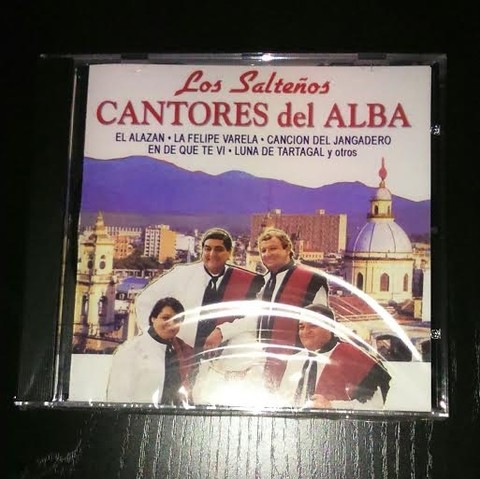 Los Salteños
CANTORES del ALBA
EL ALAZAN • LA FELIPE VARELA • CANCION DEL JANGADERO
EN DE QUE TE VI • LUNA DE TARTAGAL y otros